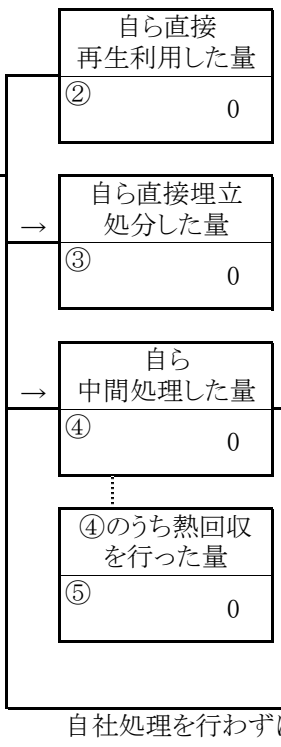 自ら直接
再生利用した量
②
0
→
自ら直接埋立
処分した量
③
0
→
自ら
中間処理した量
④
0
④のうち熱回収
を行った量
⑤
0
自社処理を行わず